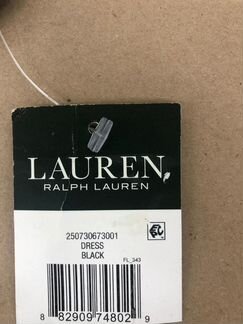 LAUREN
RALPH LAUREN
250730673001
DRESS
BLACK
FL_343
8 82909 74802 9